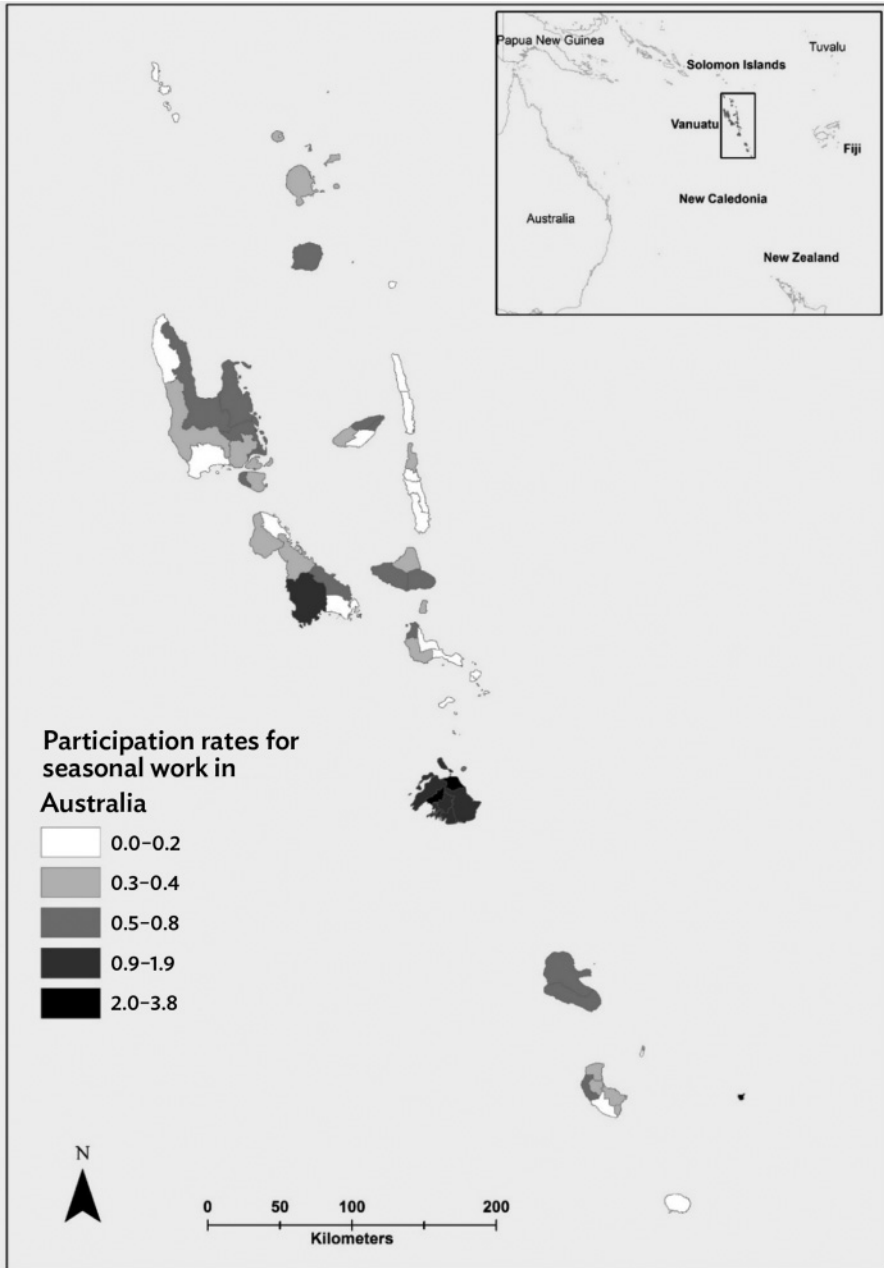 Papua New Guinea
Tuvalu
Solomon Islands
Vanuatu
Fiji
New Caledonia
Australia
New Zealand
Participation rates for
seasonal work in
Australia
0.0–0.2
0.3–0.4
0.5–0.8
0.9–1.9
2.0–3.8
N
0 50 100 200
Kilometers